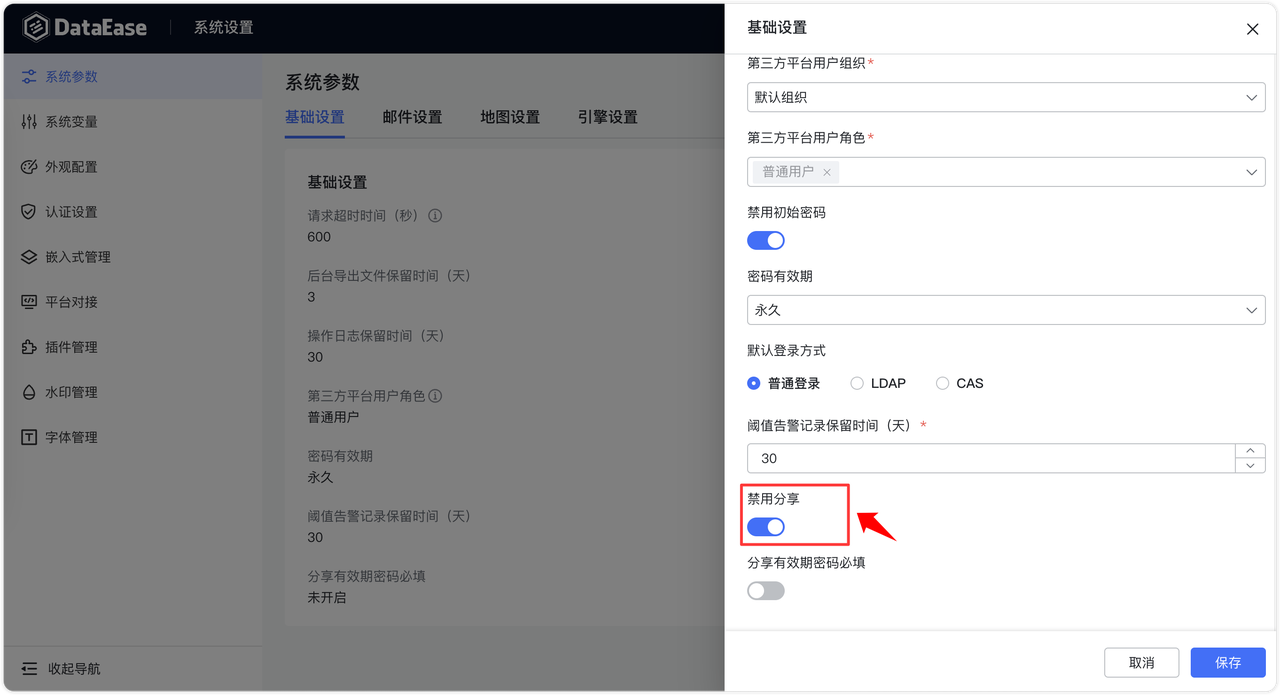 DataEase
系统设置
系统参数
系统变量
外观配置
认证设置
嵌入式管理
平台对接
插件管理
水印管理
字体管理
收起导航
系统参数
基础设置 邮件设置 地图设置 引擎设置
基础设置
请求超时时间（秒）
600
后台导出文件保留时间（天）
3
操作日志保留时间（天）
30
第三方平台用户角色
普通用户
密码有效期
永久
阈值告警记录保留时间（天）
30
分享有效期密码必填
未开启
基础设置
第三方平台用户组织*
默认组织
第三方平台用户角色*
普通用户
禁用初始密码
密码有效期
永久
默认登录方式
普通登录 LDAP CAS
阈值告警记录保留时间（天）*
30
禁用分享
分享有效期密码必填
取消 保存